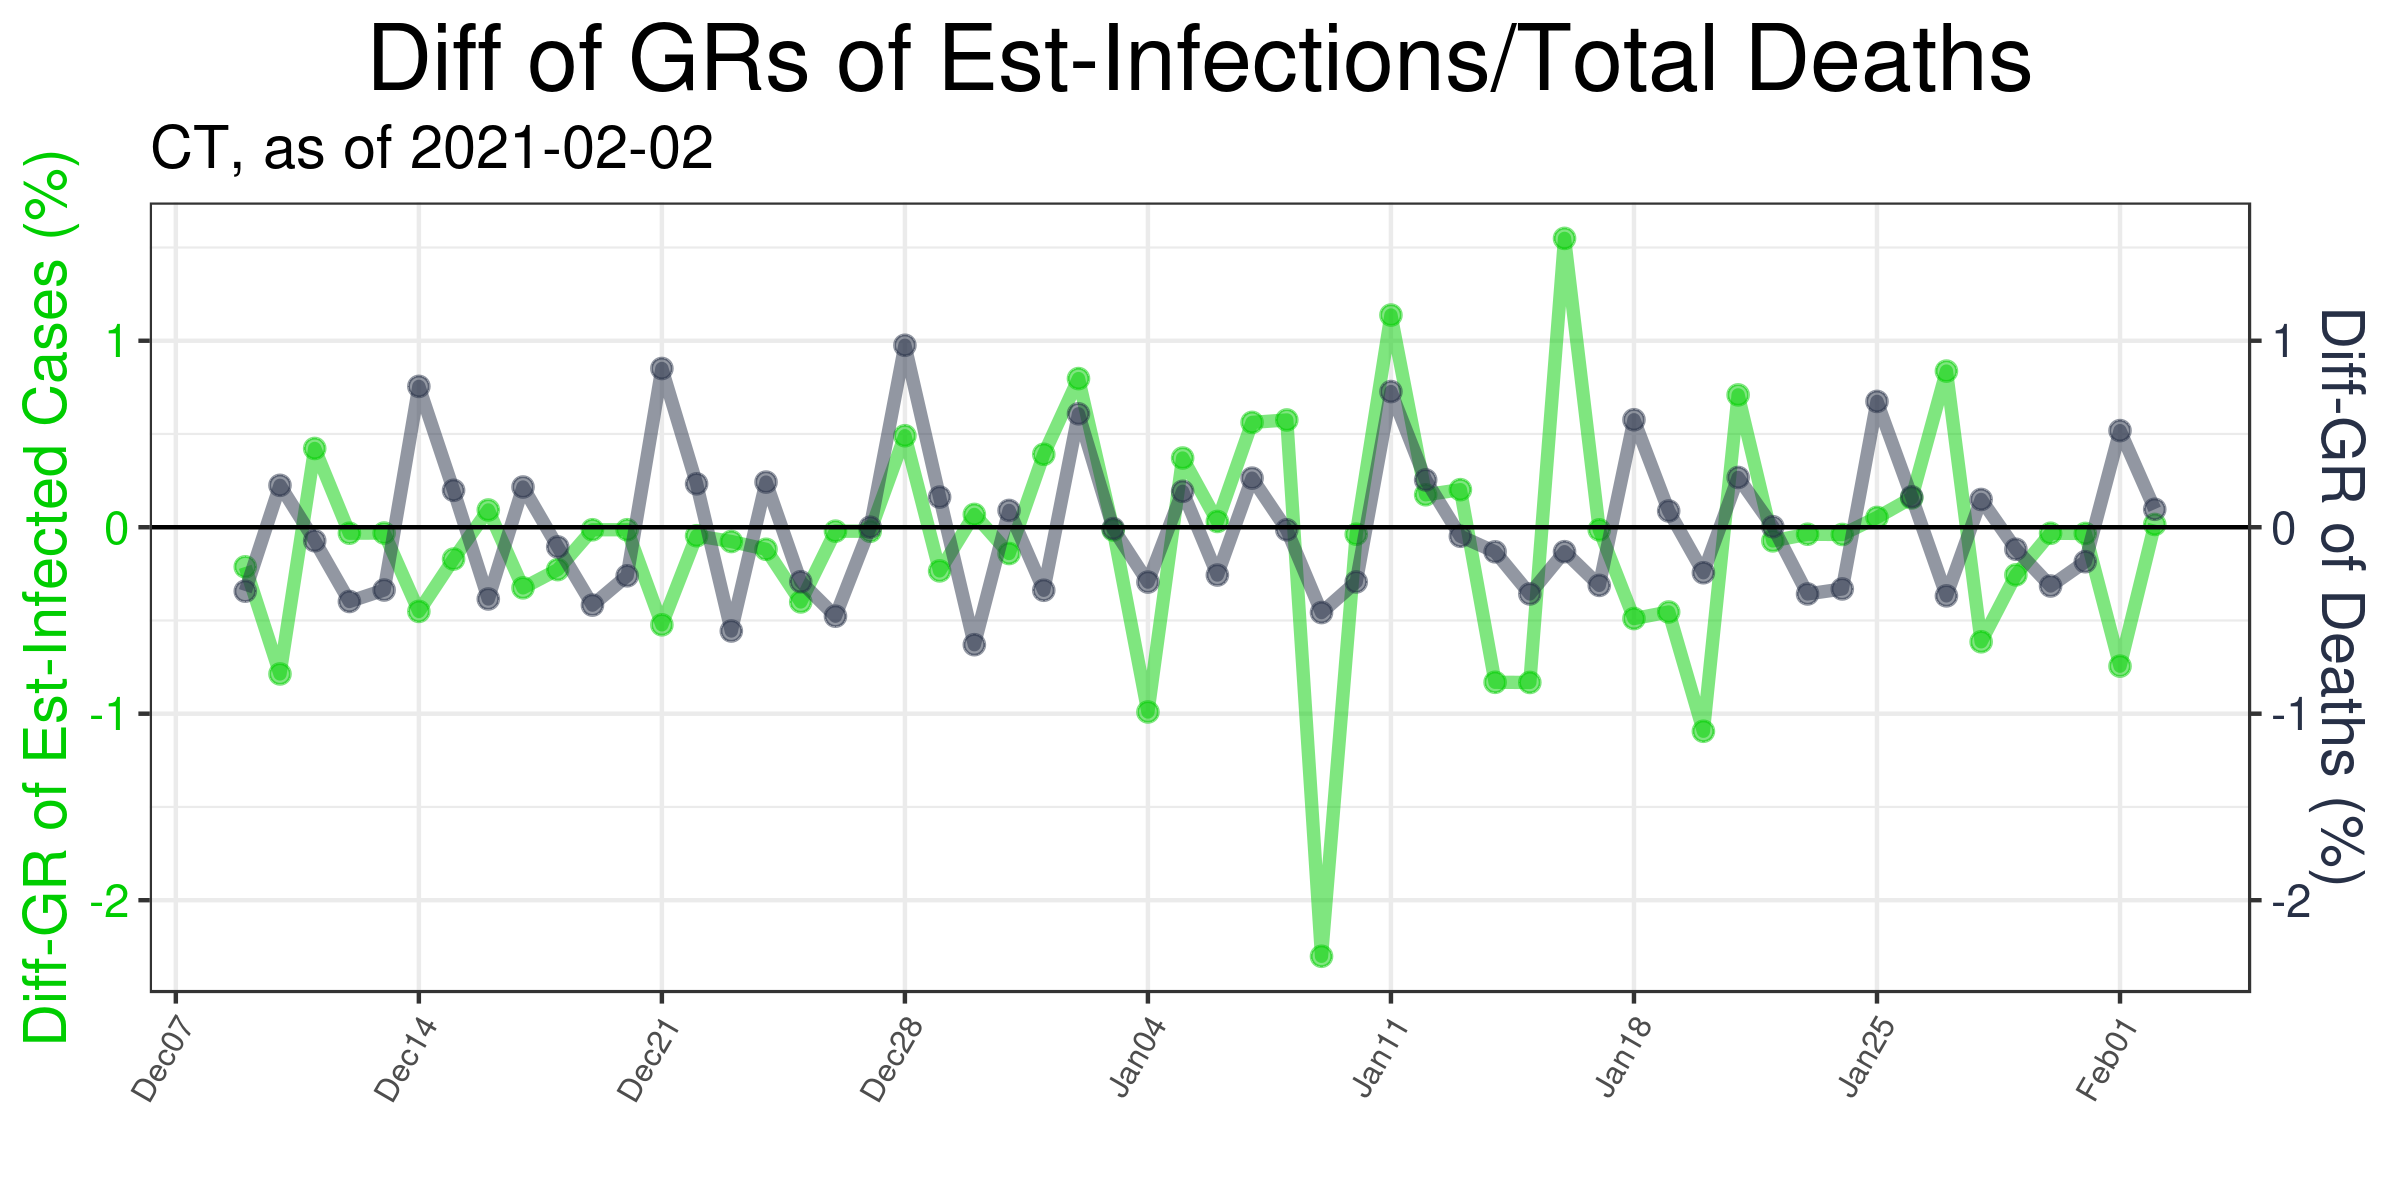 Diff of GRs of Est-Infections/Total Deaths
CT, as of 2021-02-02
Diff-GR of Est-Infected Cases (%)
1
0
-1
-2
1
0
-1
-2
Diff-GR of Deaths (%)
Dec07
Dec14
Dec21
Dec28
Jan04
Jan11
Jan18
Jan25
Feb01